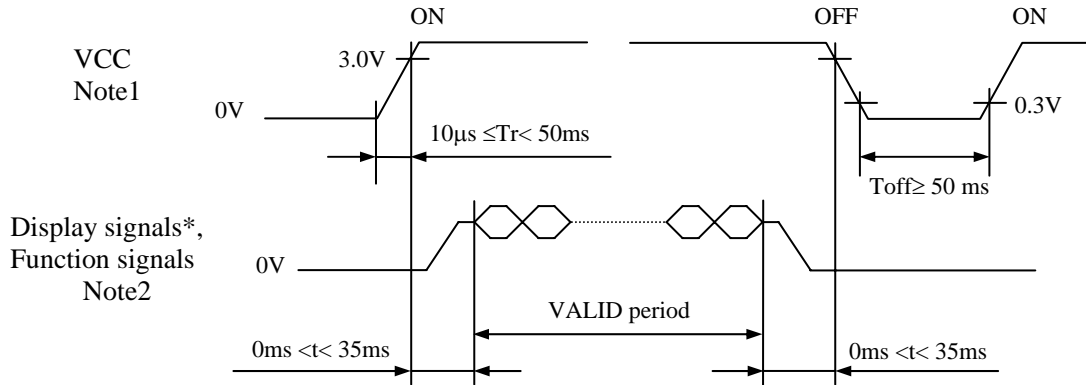 ON
OFF
ON
VCC
Note1
3.0V
0V
0.3V
10μs ≤Tr< 50ms
Toff≥ 50 ms
Display signals*,
Function signals
Note2
0V
VALID period
0ms <t< 35ms
0ms <t< 35ms